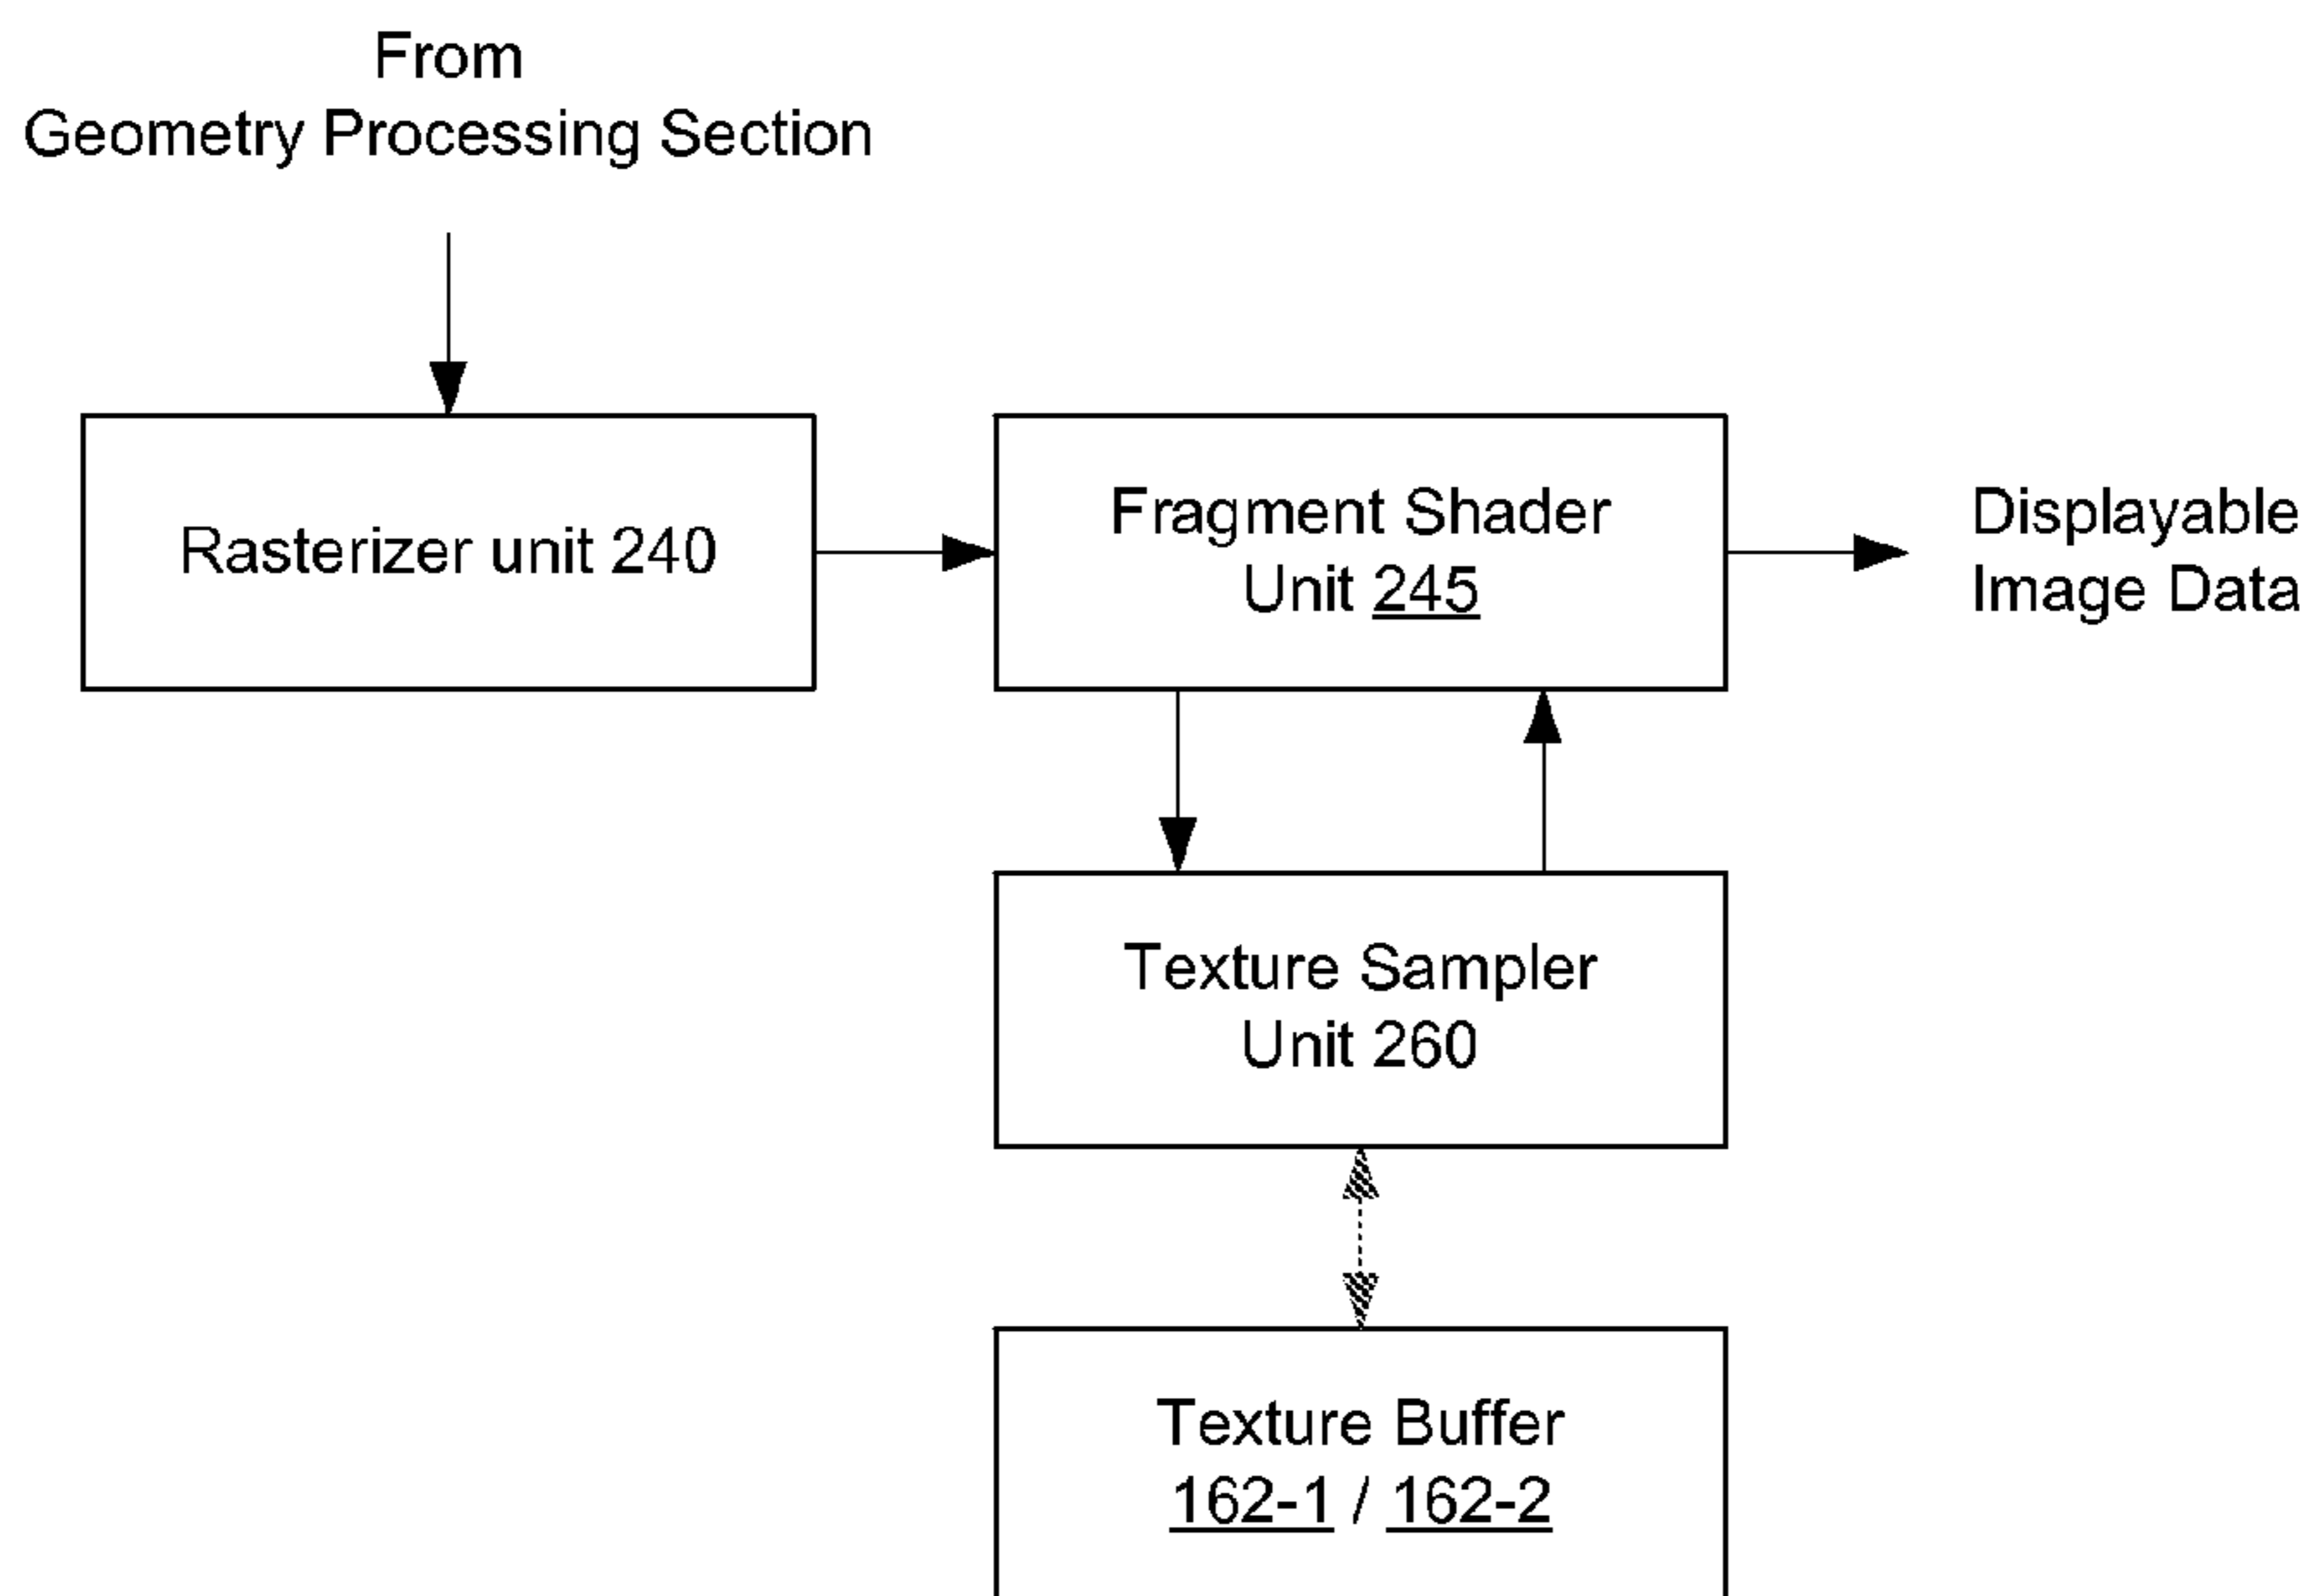 From
Geometry Processing Section
Rasterizer unit 240
Fragment Shader
Unit 245
Displayable
Image Data
Texture Sampler
Unit 260
Texture Buffer
162-1 / 162-2